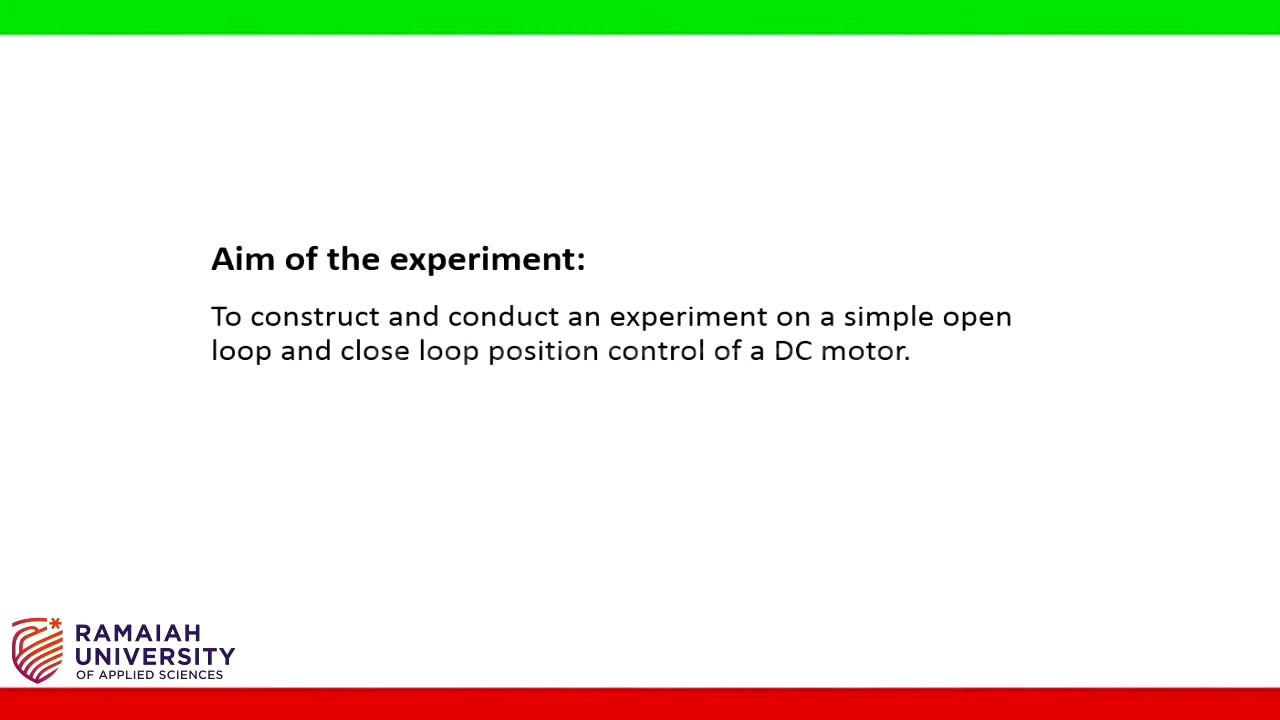 Aim of the experiment:
To construct and conduct an experiment on a simple open
loop and close loop position control of a DC motor.
RAMAIAH
UNIVERSITY
OF APPLIED SCIENCES